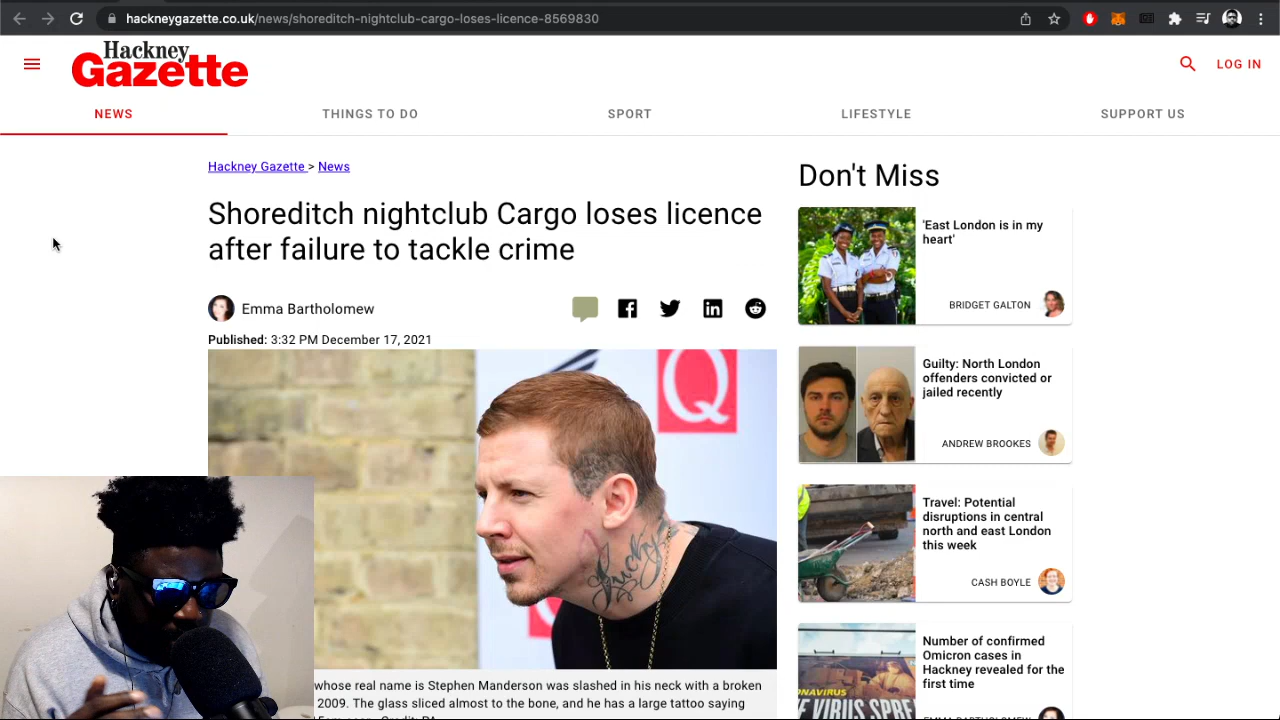 hackneygazette.co.uk/news/shoreditch-nightclub-cargo-loses-licence-8569830
Hackney
Gazette
LOG IN
NEWS
THINGS TO DO
SPORT
LIFESTYLE
SUPPORT US
Hackney Gazette > News
Shoreditch nightclub Cargo loses licence
after failure to tackle crime
Emma Bartholomew
Published: 3:32 PM December 17, 2021
Q
Lucky
whose real name is Stephen Manderson was slashed in his neck with a broken
2009. The glass sliced almost to the bone, and he has a large tattoo saying
Don't Miss
'East London is in my
heart'
BRIDGET GALTON
Guilty: North London
offenders convicted or
jailed recently
ANDREW BROOKES
Travel: Potential
disruptions in central
north and east London
this week
CASH BOYLE
Number of confirmed
Omicron cases in
Hackney revealed for the
first time
EMMA BARTHOLOMEW
ONAVIRUS
E VIRUS SPRE